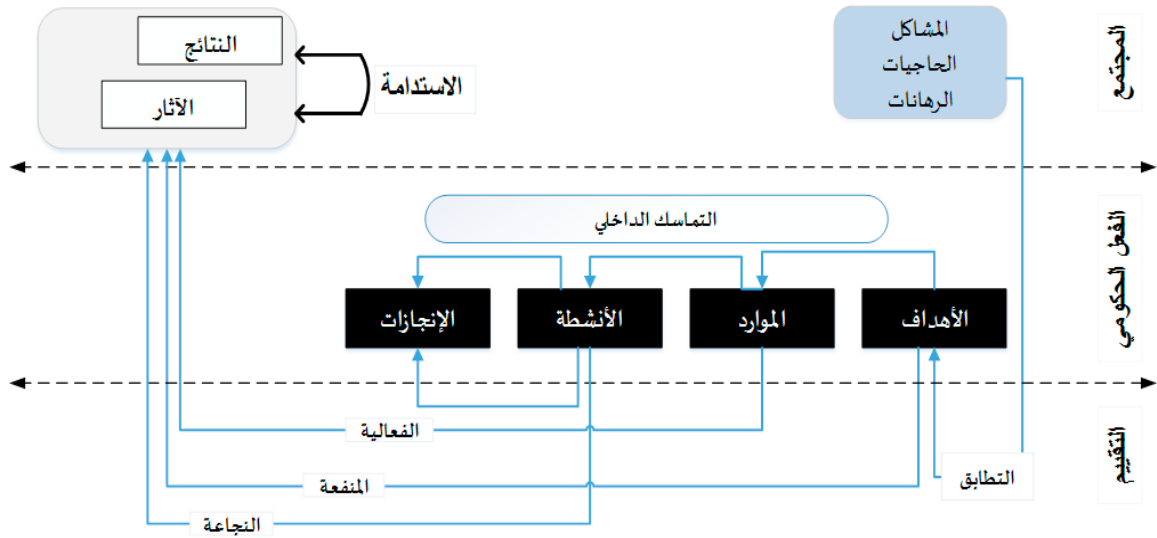 المجتمع
المشاكل
الحاجيات
الرهانات
الاستدامة
النتائج
الآثار
الفعل الحكومي
التماسك الداخلي
الأهداف
الموارد
الأنشطة
الإنجازات
التقييم
التطابق
الفعالية
المنفعة
النجاعة